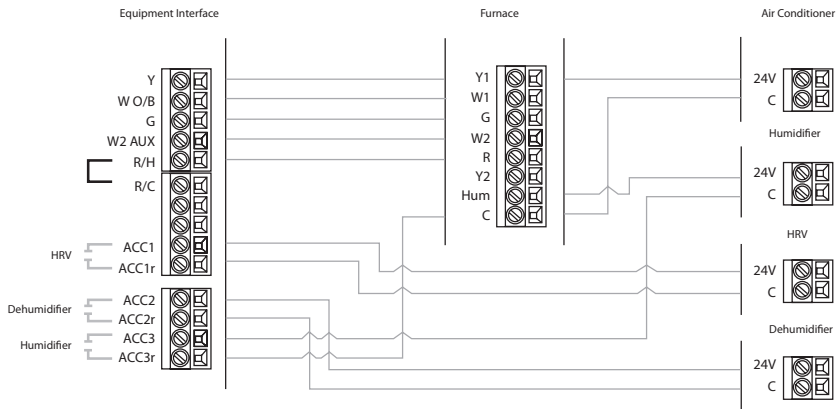 Equipment Interface
Furnace
Air Conditioner
Y
W O/B
G
W2 AUX
R/H
R/C
ACC1
ACC1r
HRV
ACC2
ACC2r
Dehumidifier
ACC3
ACC3r
Humidifier
Y1
W1
G
W2
R
Y2
Hum
C
24V
C
Humidifier
24V
C
HRV
24V
C
Dehumidifier
24V
C